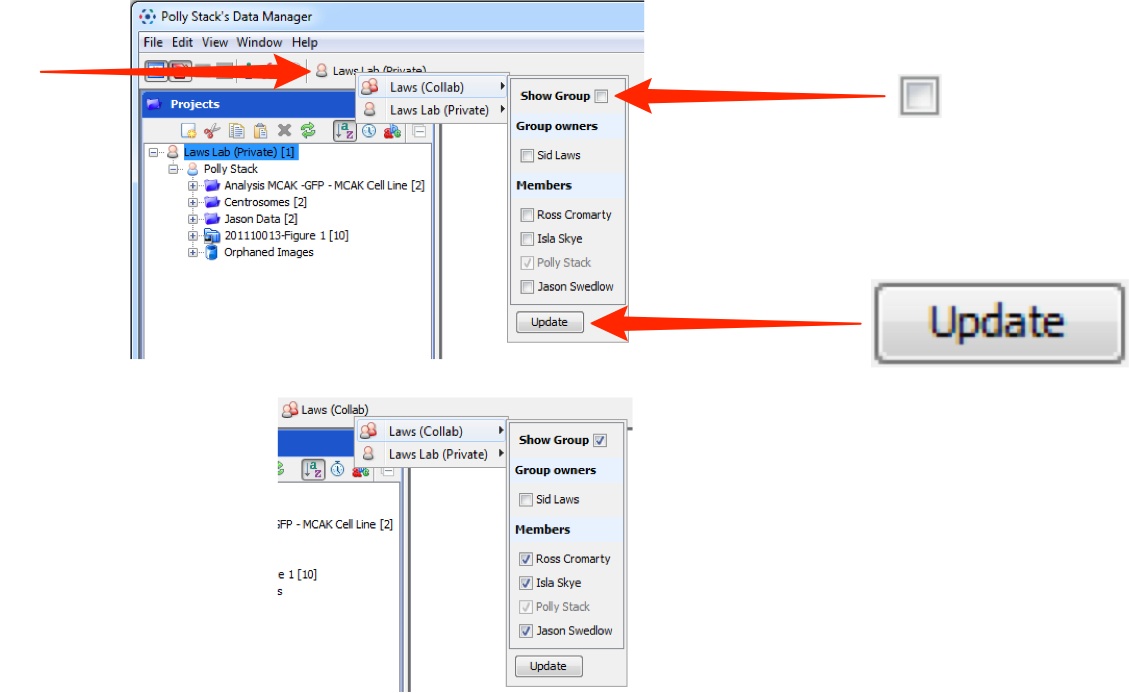 Polly Stack's Data Manager
File Edit View Window Help
Laws Lab (Private)
Laws (Collab)
Laws Lab (Private)
Projects
Laws Lab (Private) [1]
Polly Stack
Analysis MCAK -GFP - MCAK Cell Line [2]
Centrosomes [2]
Jason Data [2]
201110013-Figure 1 [10]
Orphaned Images
Show Group
Group owners
Sid Laws
Members
Ross Cromarty
Isla Skye
Polly Stack
Jason Swedlow
Update
Update
Laws (Collab)
Laws (Collab)
Laws Lab (Private)
FP - MCAK Cell Line [2]
e 1 [10]
s
Show Group
Group owners
Sid Laws
Members
Ross Cromarty
Isla Skye
Polly Stack
Jason Swedlow
Update